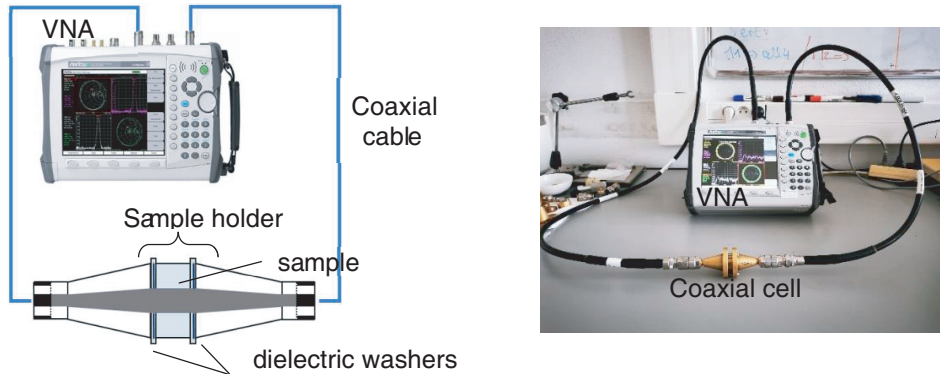 VNA
Coaxial
cable
Sample holder
sample
dielectric washers
VNA
Coaxial cell